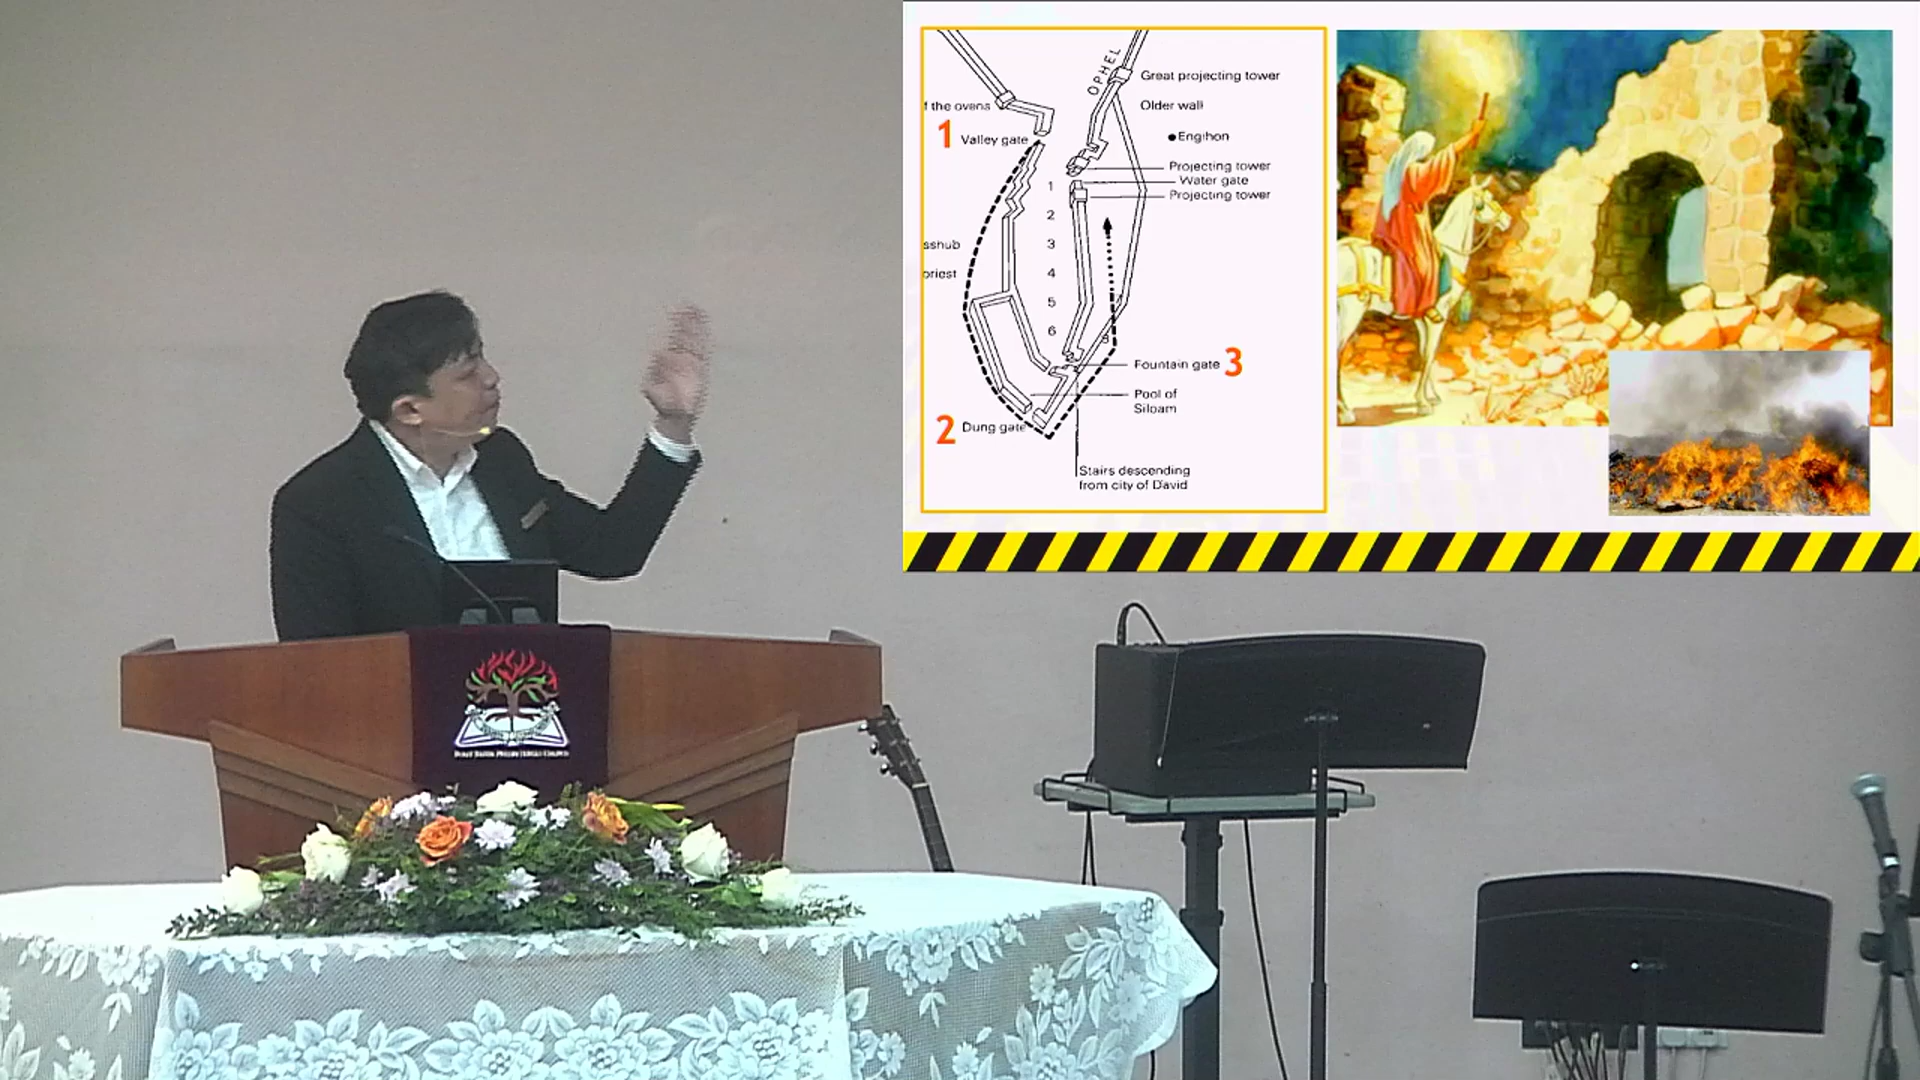 OPHEL
Great projecting tower
f the ovens
Older wall
1 Valley gate
Engihon
Projecting tower
1
Water gate
2
Projecting tower
3
sshub
4
priest
5
6
Fountain gate 3
Pool of
Siloam
2 Dung gate
Stairs descending
from city of David